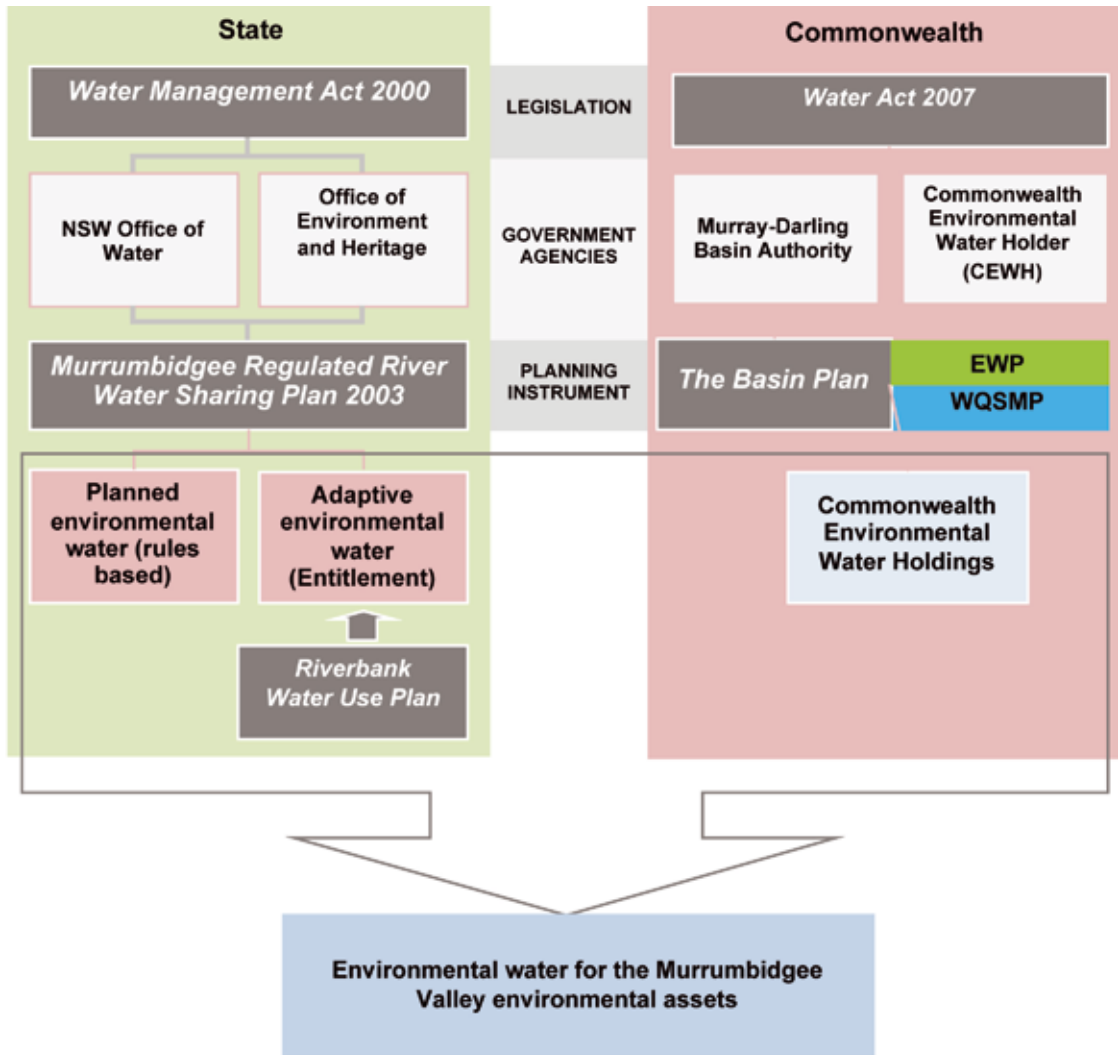 State
Commonwealth
Water Management Act 2000
LEGISLATION
Water Act 2007
NSW Office of
Water
Office of
Environment
and Heritage
GOVERNMENT
AGENCIES
Murray-Darling
Basin Authority
Commonwealth
Environmental
Water Holder
(CEWH)
Murrumbidgee Regulated River
Water Sharing Plan 2003
PLANNING
INSTRUMENT
The Basin Plan
EWP
WQSMP
Planned
environmental
water (rules
based)
Adaptive
environmental
water
(Entitlement)
Commonwealth
Environmental
Water Holdings
Riverbank
Water Use Plan
Environmental water for the Murrumbidgee
Valley environmental assets